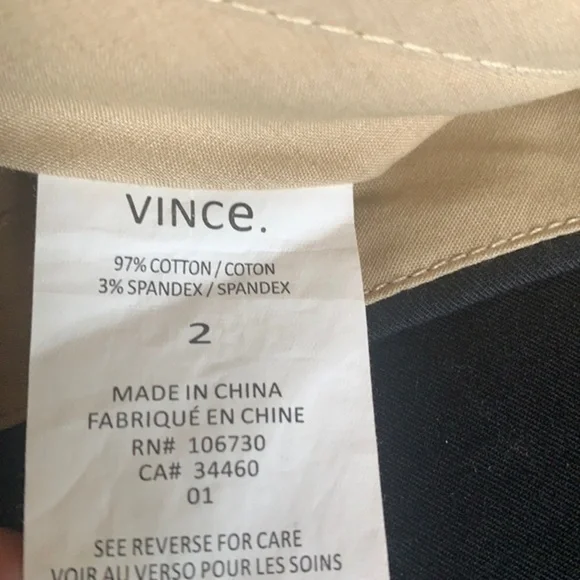 VINCe.
97% COTTON / COTON
3% SPANDEX / SPANDEX
2
MADE IN CHINA
FABRIQUÉ EN CHINE
RN# 106730
CA# 34460
01
SEE REVERSE FOR CARE
VOIR AU VERSO POUR LES SOINS